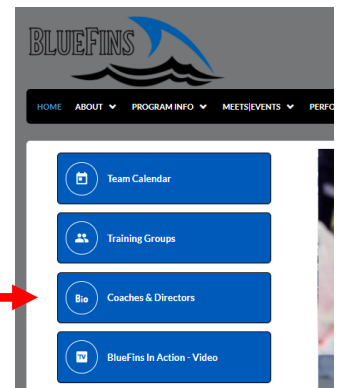 BLUEFINS
HOME ABOUT PROGRAM INFO MEETS|EVENTS PERFO
Team Calendar
Training Groups
Bio Coaches & Directors
TV BlueFins In Action - Video